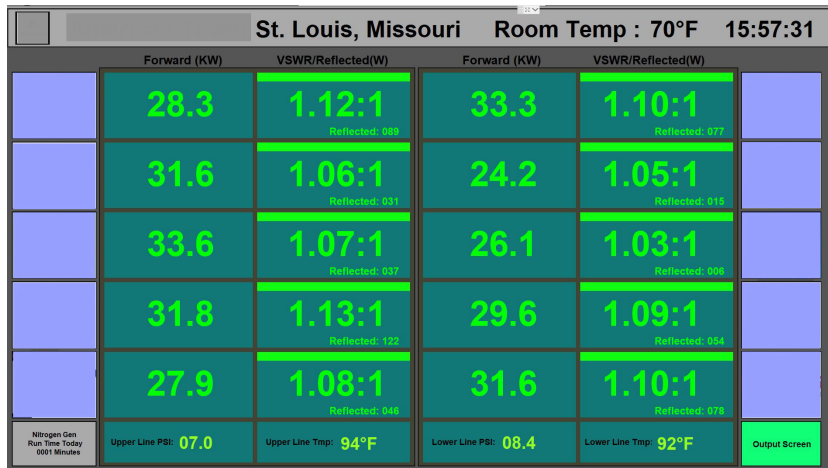 St. Louis, Missouri Room Temp : 70°F 15:57:31
Forward (KW) VSWR/Reflected(W) Forward (KW) VSWR/Reflected(W)
28.3 1.12:1 33.3 1.10:1
Reflected: 089 Reflected: 077
31.6 1.06:1 24.2 1.05:1
Reflected: 031 Reflected: 015
33.6 1.07:1 26.1 1.03:1
Reflected: 037 Reflected: 006
31.8 1.13:1 29.6 1.09:1
Reflected: 122 Reflected: 054
27.9 1.08:1 31.6 1.10:1
Reflected: 046 Reflected: 078
Nitrogen Gen
Run Time Today
0001 Minutes
Upper Line PSI: 07.0 Upper Line Tmp: 94°F Lower Line PSI: 08.4 Lower Line Tmp: 92°F Output Screen